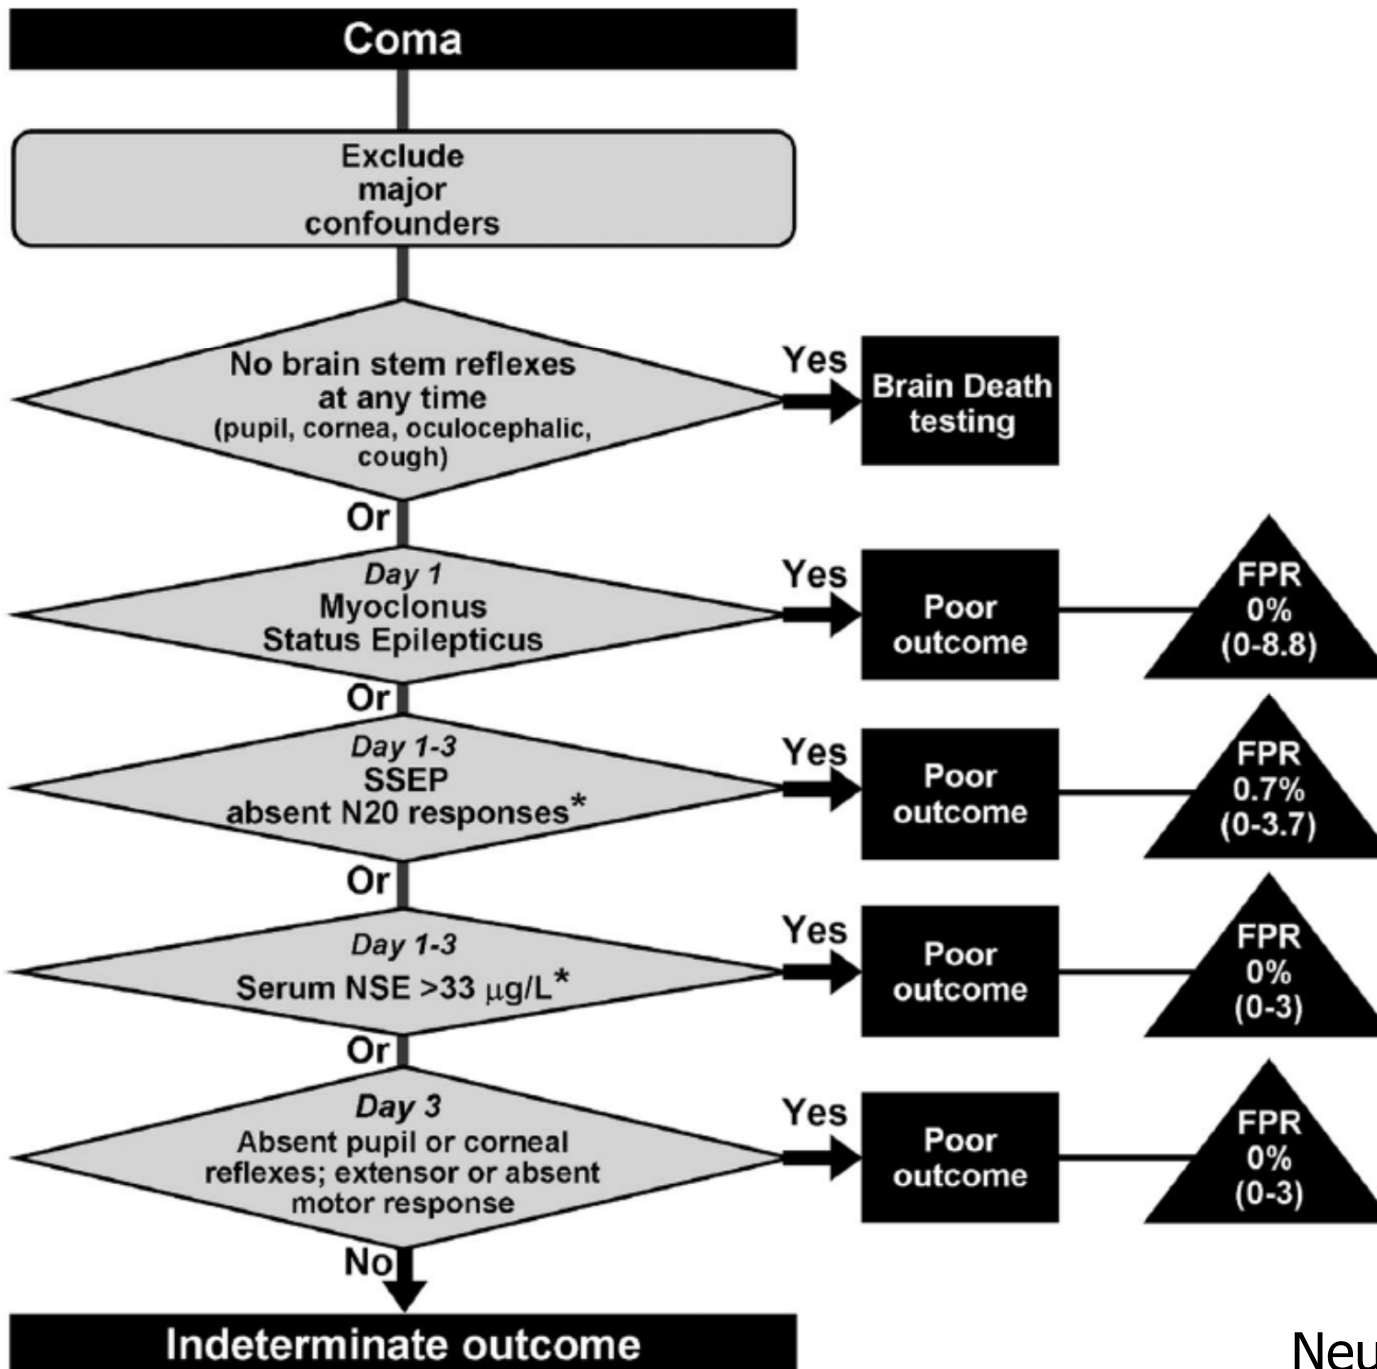 Coma
Exclude
major
confounders
No brain stem reflexes
at any time
(pupil, cornea, oculocephalic,
cough)
Yes
Brain Death
testing
Or
Day 1
Myoclonus
Status Epilepticus
Yes
Poor
outcome
FPR
0%
(0-8.8)
Or
Day 1-3
SSEP
absent N20 responses*
Yes
Poor
outcome
FPR
0.7%
(0-3.7)
Or
Day 1-3
Serum NSE >33 μg/L*
Yes
Poor
outcome
FPR
0%
(0-3)
Or
Day 3
Absent pupil or corneal
reflexes; extensor or absent
motor response
Yes
Poor
outcome
FPR
0%
(0-3)
No
Indeterminate outcome
Neu